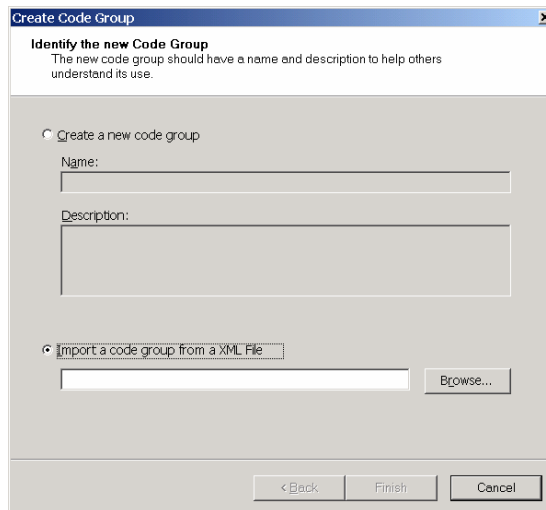 Create Code Group
Identify the new Code Group
The new code group should have a name and description to help others
understand its use.
Create a new code group
Name:
Description:
Import a code group from a XML File
Browse...
< Back
Finish
Cancel